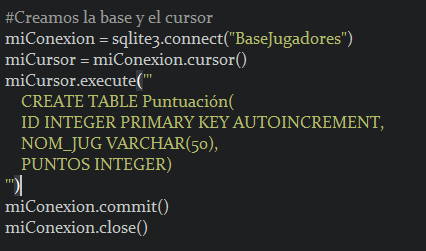 #Creamos la base y el cursor
miConexion = sqlite3.connect("BaseJugadores")
miCursor = miConexion.cursor()
miCursor.execute('''
    CREATE TABLE Puntuación(
    ID INTEGER PRIMARY KEY AUTOINCREMENT,
    NOM_JUG VARCHAR(50),
    PUNTOS INTEGER)
''')
miConexion.commit()
miConexion.close()